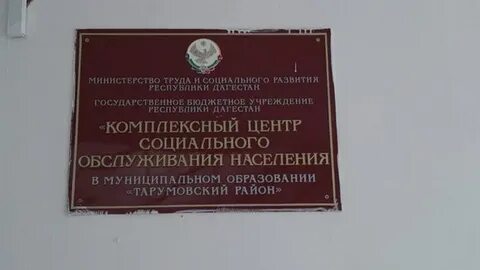 МИНИСТЕРСТВО ТРУДА И СОЦИАЛЬНОГО РАЗВИТИЯ
РЕСПУБЛИКИ ДАГЕСТАН
ГОСУДАРСТВЕННОЕ БЮДЖЕТНОЕ УЧРЕЖДЕНИЕ
РЕСПУБЛИКИ ДАГЕСТАН
«КОМПЛЕКСНЫЙ ЦЕНТР
СОЦИАЛЬНОГО
ОБСЛУЖИВАНИЯ НАСЕЛЕНИЯ
В МУНИЦИПАЛЬНОМ ОБРАЗОВАНИИ
«ТАРУМОВСКИЙ РАЙОН»